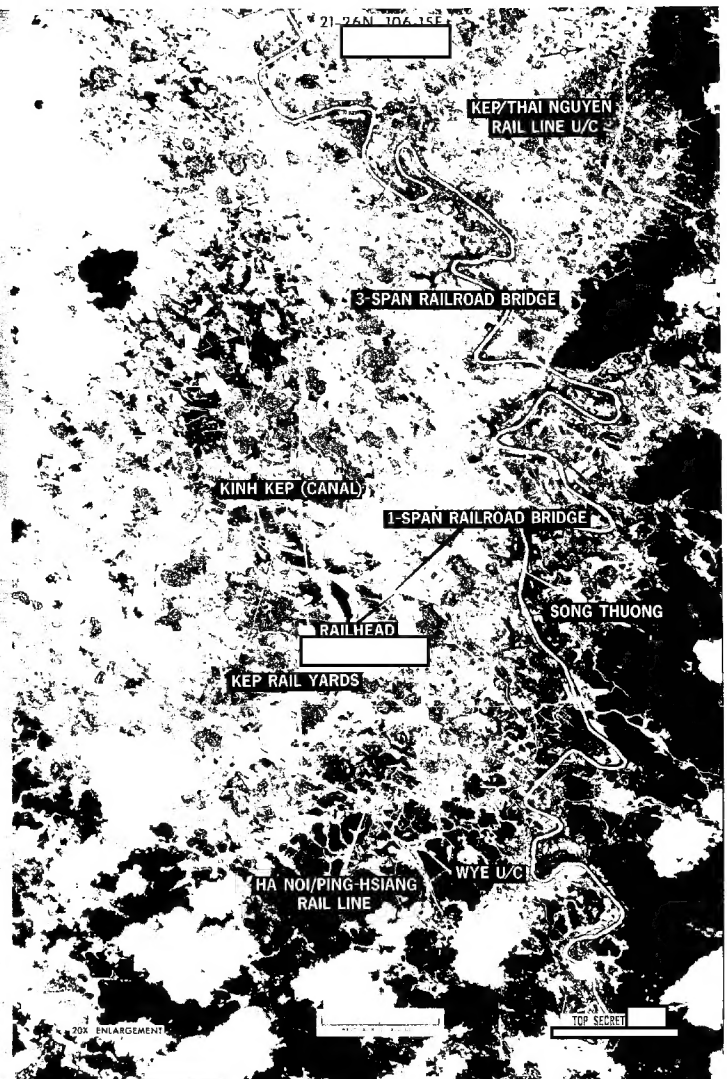 21-26N 106-15E
KEP/THAI NGUYEN
RAIL LINE U/C
3-SPAN RAILROAD BRIDGE
KINH KEP (CANAL)
1-SPAN RAILROAD BRIDGE
SONG THUONG
RAILHEAD
KEP RAIL YARDS
WYE U/C
HA NOI/PING-HSIANG
RAIL LINE
20X ENLARGEMENT
TOP SECRET